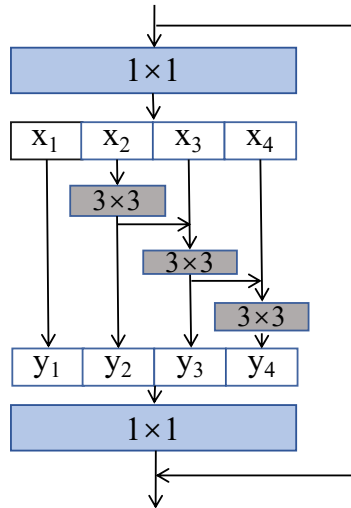 1×1
x₁ x₂ x₃ x₄
3×3
3×3
3×3
y₁ y₂ y₃ y₄
1×1